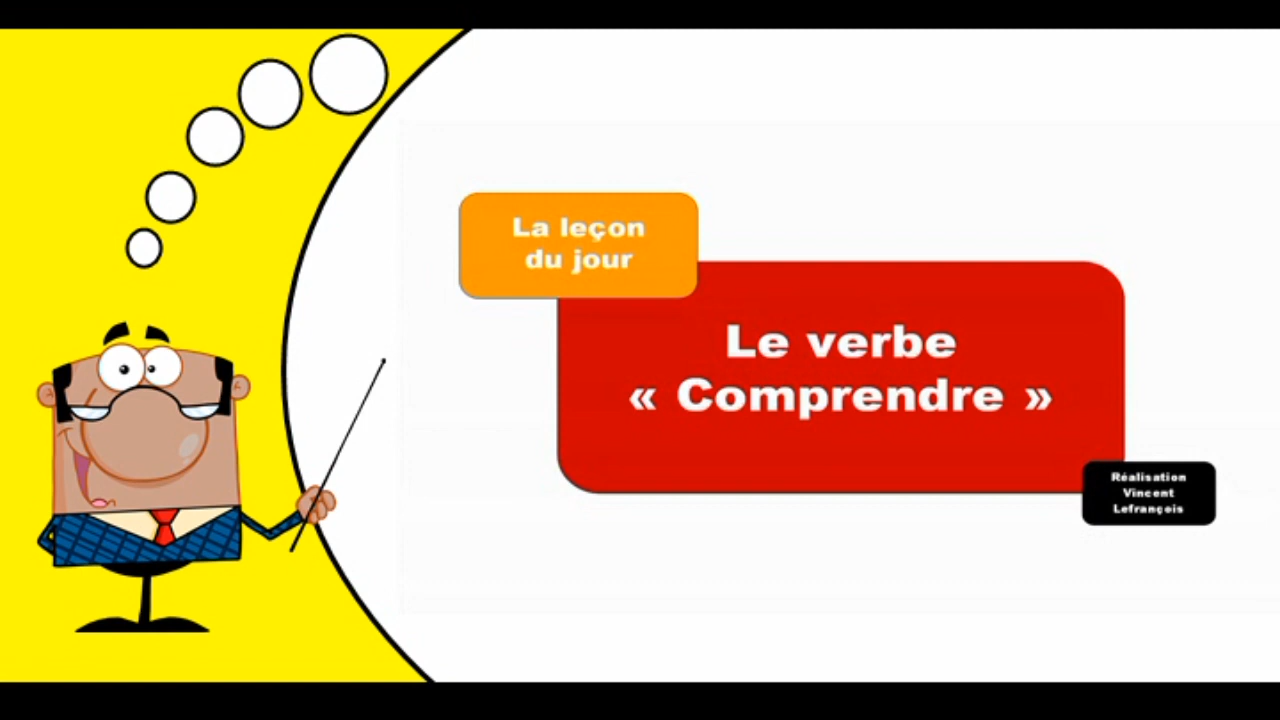 La leçon
du jour
Le verbe
« Comprendre »
Réalisation
Vincent
Lefrançois